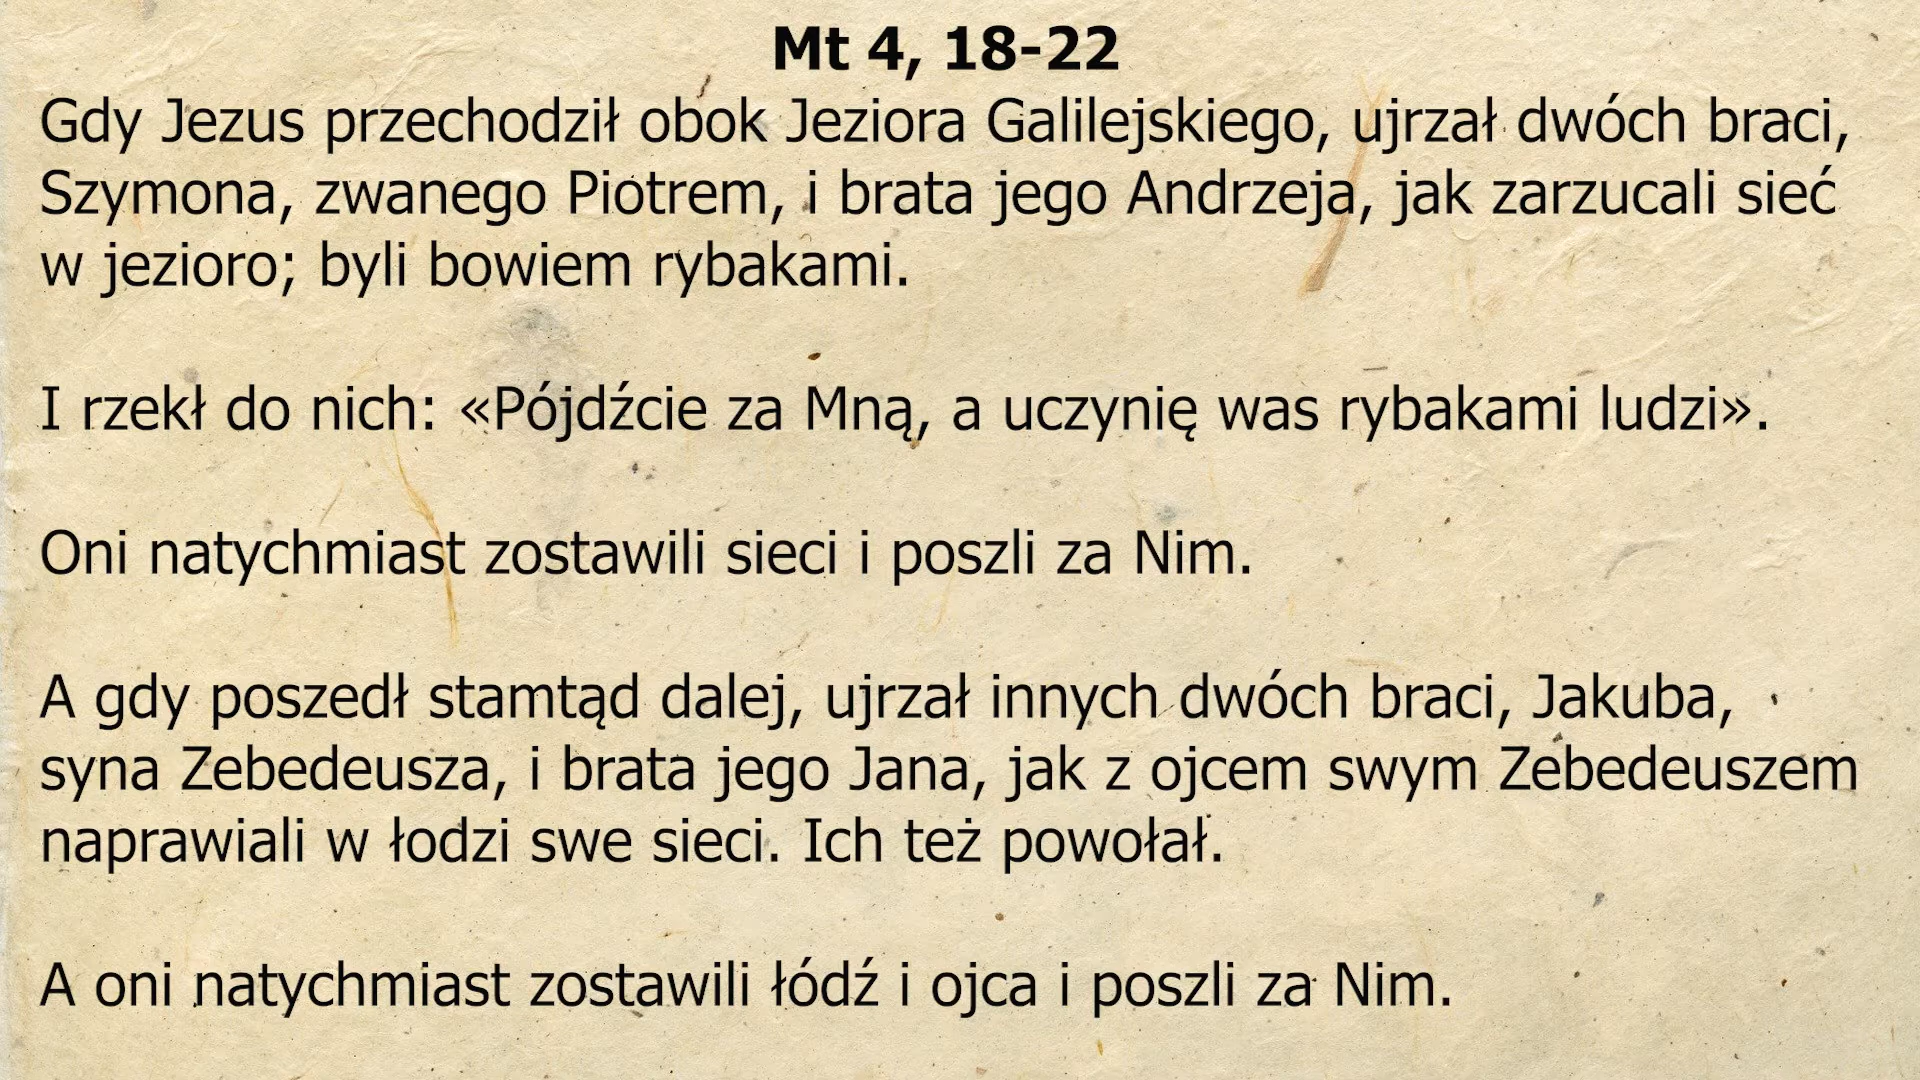 Mt 4, 18-22
Gdy Jezus przechodził obok Jeziora Galilejskiego, ujrzał dwóch braci,
Szymona, zwanego Piotrem, i brata jego Andrzeja, jak zarzucali sieć
w jezioro; byli bowiem rybakami.
I rzekł do nich: «Pójdźcie za Mną, a uczynię was rybakami ludzi».
Oni natychmiast zostawili sieci i poszli za Nim.
A gdy poszedł stamtąd dalej, ujrzał innych dwóch braci, Jakuba,
syna Zebedeusza, i brata jego Jana, jak z ojcem swym Zebedeuszem
naprawiali w łodzi swe sieci. Ich też powołał.
A oni natychmiast zostawili łódź i ojca i poszli za Nim.